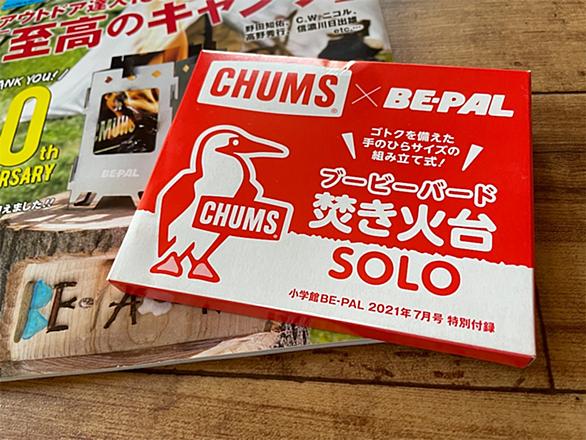 アウトドア達人に
「至高のキャンプ
野田知佑、C.W.ニコル、
高野秀行、信濃川日出雄
etc.…
THANK YOU!
0th
BE-PAL
CHUMS × BE-PAL
ゴトクを備えた
手のひらサイズの
組み立て式!
ブービーバード
焚き火台
SOLO
CHUMS
小学館BE-PAL 2021年7月号 特別付録